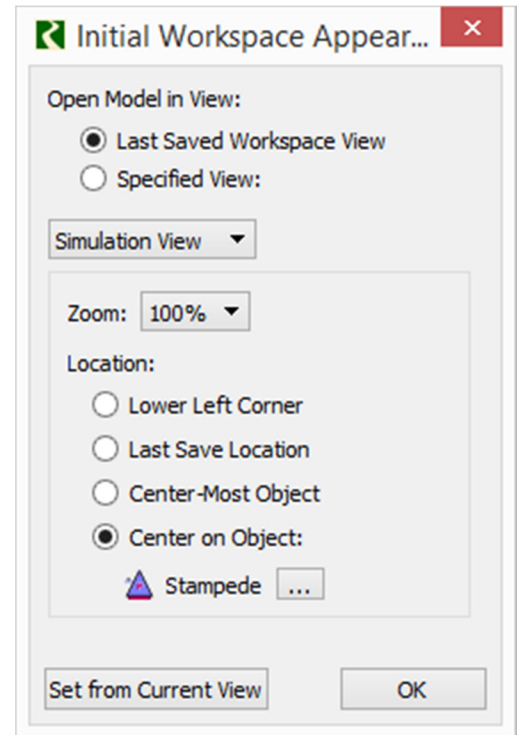 Initial Workspace Appear...
Open Model in View:
Last Saved Workspace View
Specified View:
Simulation View
Zoom: 100%
Location:
Lower Left Corner
Last Save Location
Center-Most Object
Center on Object:
Stampede ...
Set from Current View OK